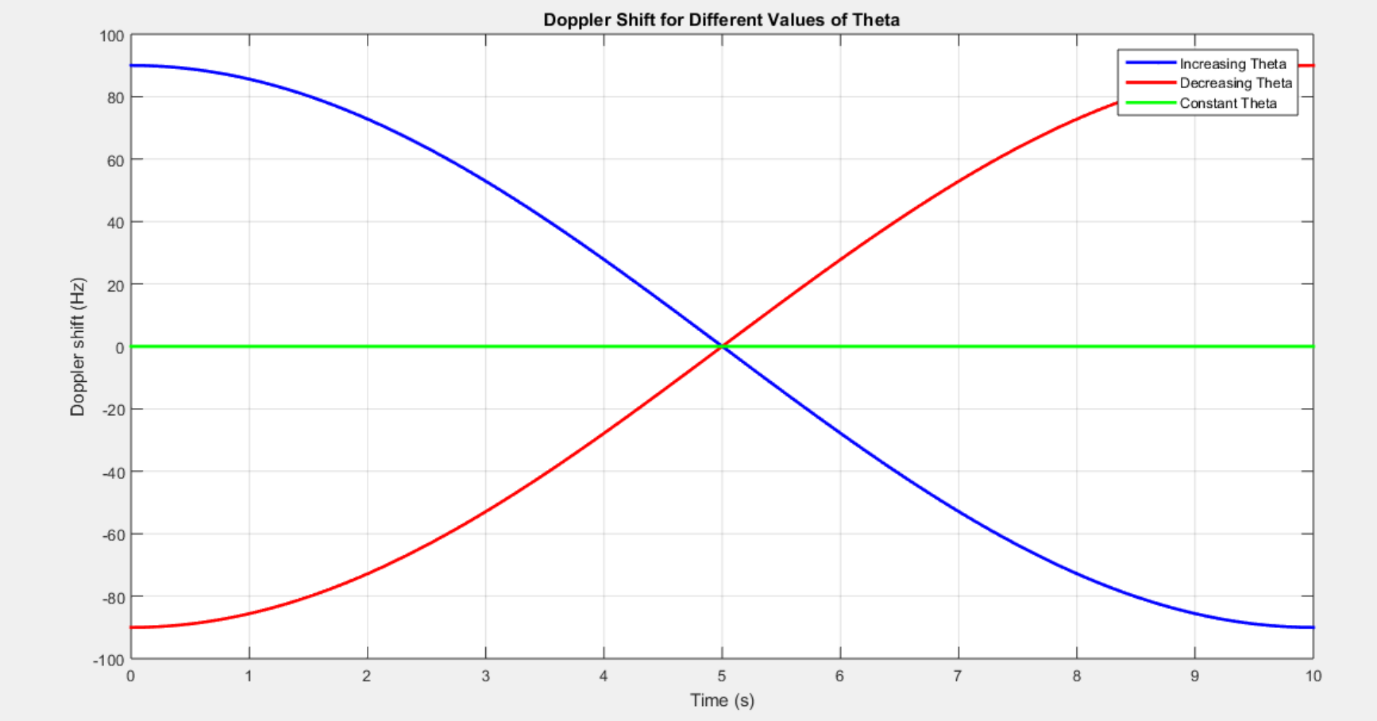 Doppler Shift for Different Values of Theta
100
80
60
40
20
0
-20
-40
-60
-80
-100
Doppler shift (Hz)
Increasing Theta
Decreasing Theta
Constant Theta
0 1 2 3 4 5 6 7 8 9 10
Time (s)